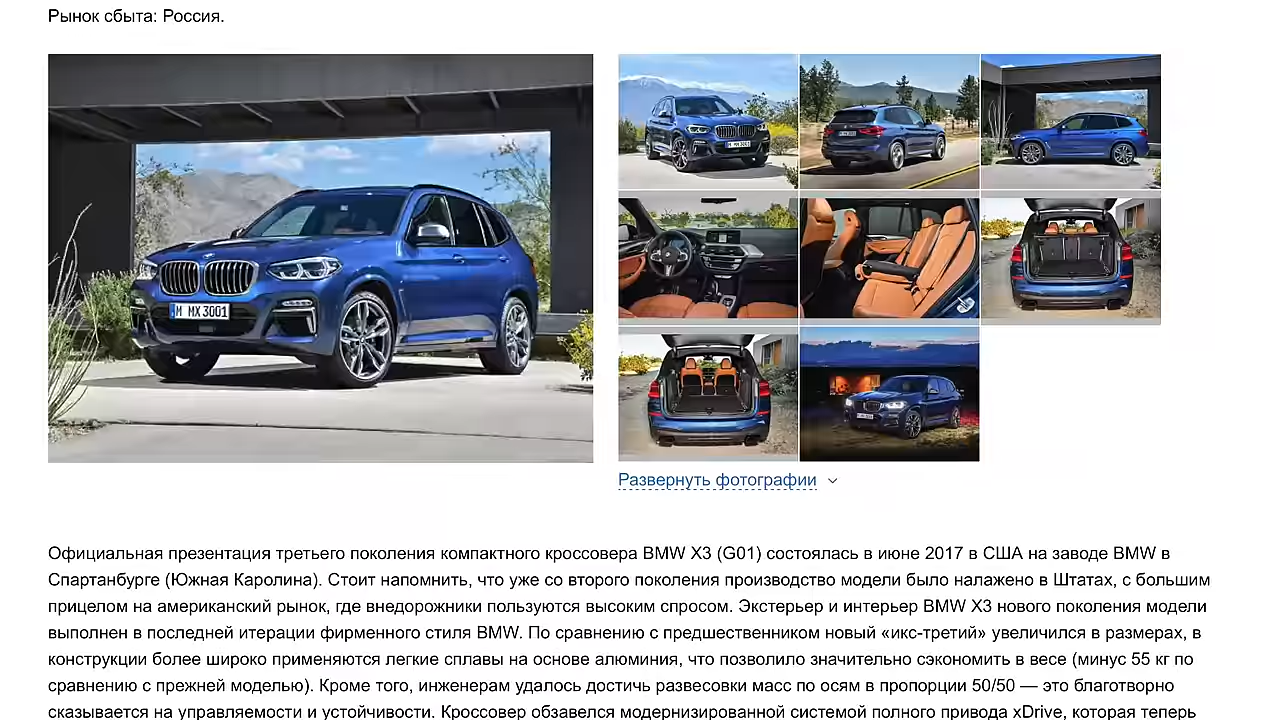 Рынок сбыта: Россия.
M MX 3001
Развернуть фотографии
Официальная презентация третьего поколения компактного кроссовера BMW X3 (G01) состоялась в июне 2017 в США на заводе BMW в
Спартанбурге (Южная Каролина). Стоит напомнить, что уже со второго поколения производство модели было налажено в Штатах, с большим
прицелом на американский рынок, где внедорожники пользуются высоким спросом. Экстерьер и интерьер BMW X3 нового поколения модели
выполнен в последней итерации фирменного стиля BMW. По сравнению с предшественником новый «икс-третий» увеличился в размерах, в
конструкции более широко применяются легкие сплавы на основе алюминия, что позволило значительно сэкономить в весе (минус 55 кг по
сравнению с прежней моделью). Кроме того, инженерам удалось достичь развесовки масс по осям в пропорции 50/50 — это благотворно
сказывается на управляемости и устойчивости. Кроссовер обзавелся модернизированной системой полного привода xDrive, которая теперь